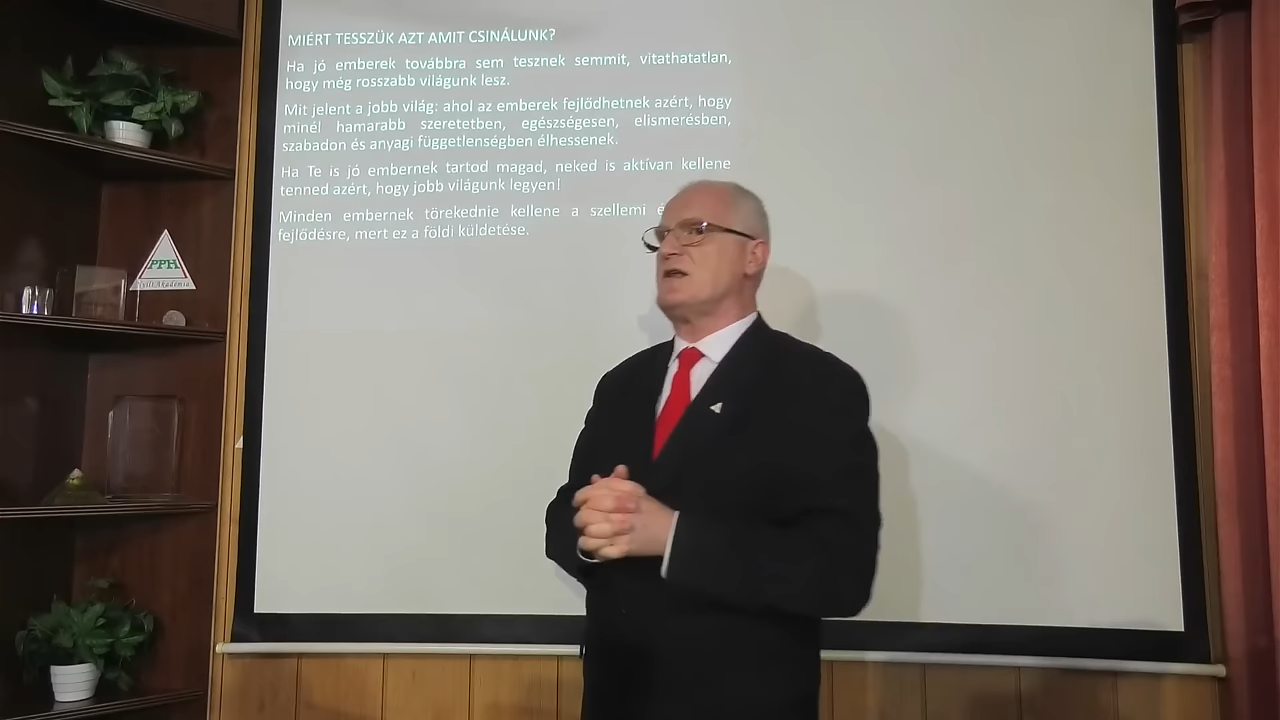 MIÉRT TESSZÜK AZT AMIT CSINÁLUNK?
Ha jó emberek továbbra sem tesznek semmit, vitathatatlan,
hogy még rosszabb világunk lesz.
Mit jelent a jobb világ: ahol az emberek fejlődhetnek azért, hogy
minél hamarabb szeretetben, egészségesen, elismerésben,
szabadon és anyagi függetlenségben élhessenek.
Ha Te is jó embernek tartod magad, neked is aktívan kellene
tenned azért, hogy jobb világunk legyen!
Minden embernek törekednie kellene a szellemi
fejlődésre, mert ez a földi küldetése.
PPH
Nyílt Akadémia